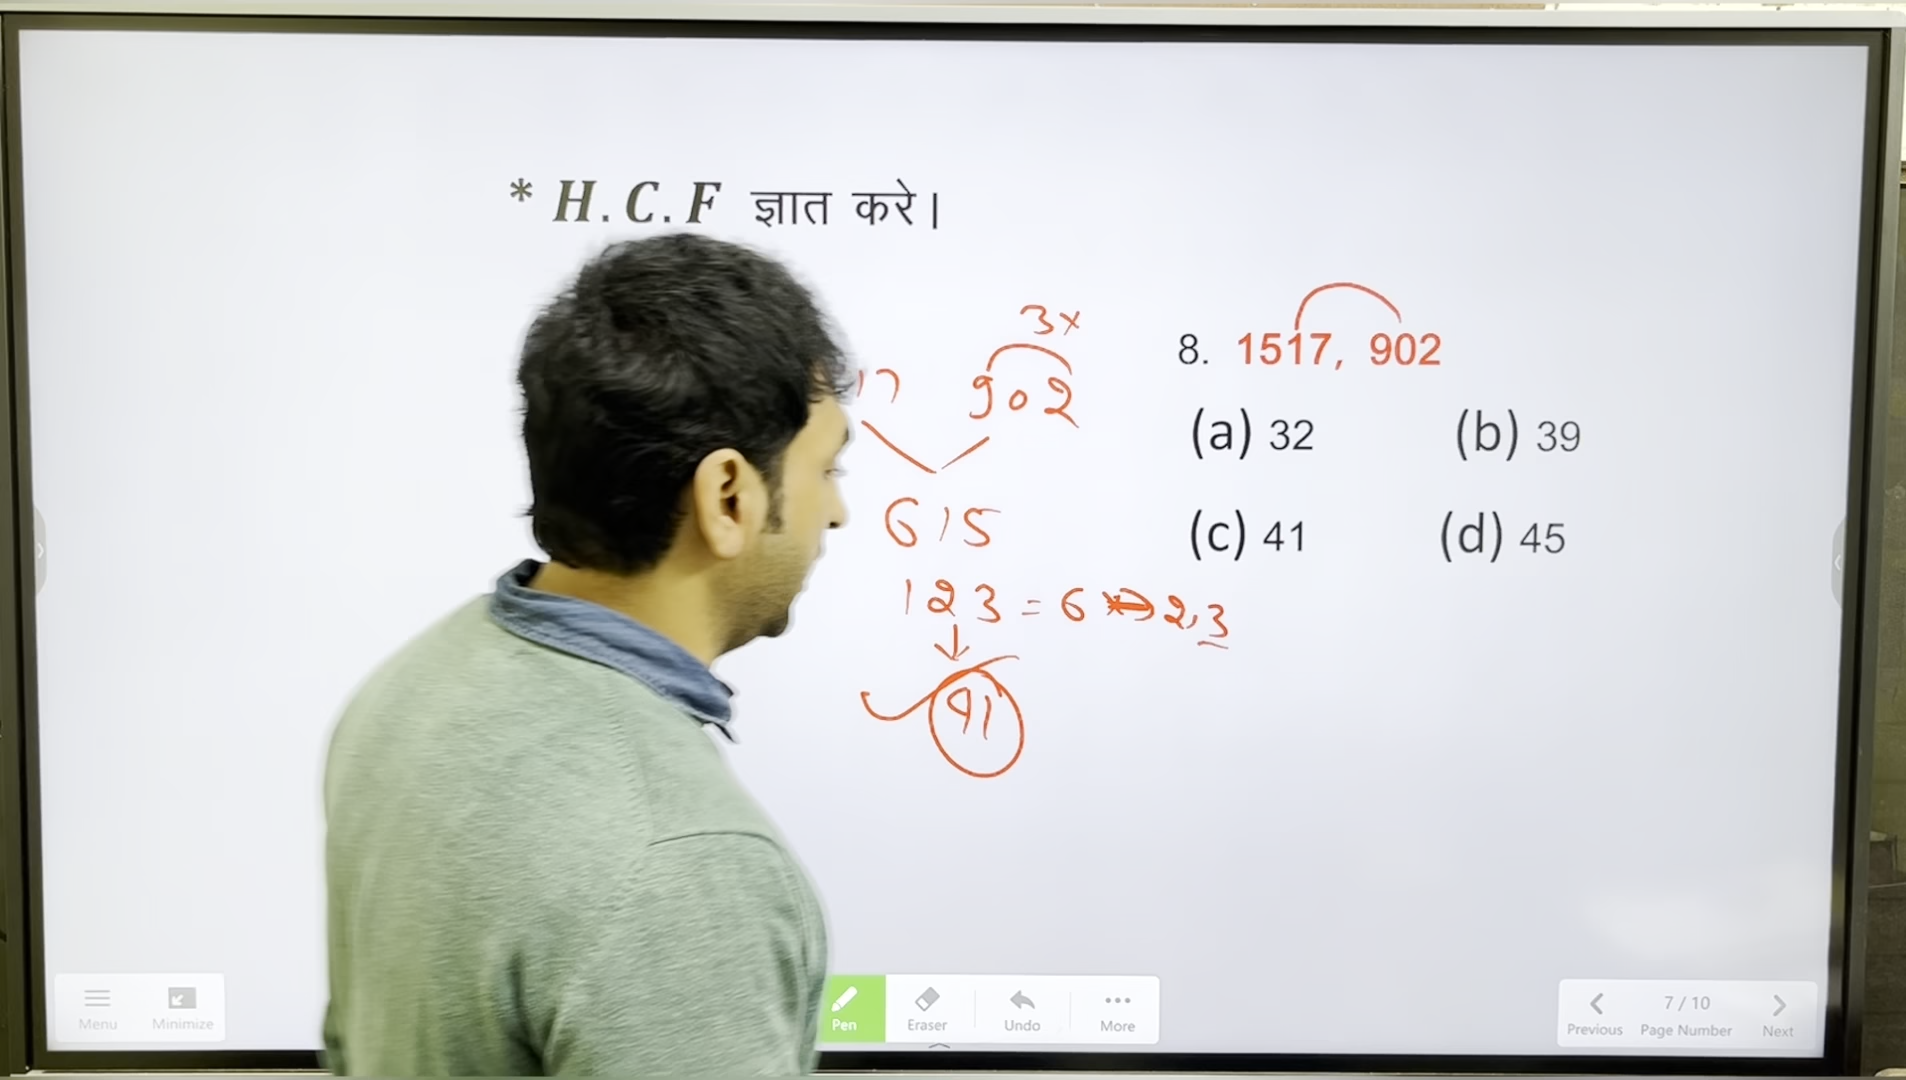 * H.C.F ज्ञात करे।
8. 1517, 902
(a) 32
(b) 39
(c) 41
(d) 45
3x
17 902
615
123 = 6 2,3
41
Menu
Minimize
Pen
Eraser
Undo
More
7 / 10
Previous
Page Number
Next